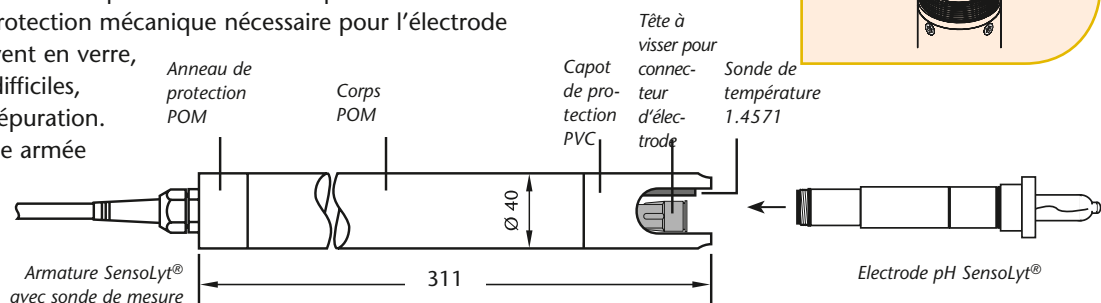 rotection mécanique nécessaire pour l’électrode
vent en verre,
difficiles,
épuration.
e armée
Anneau de
protection
POM
Corps
POM
Capot
de pro-
tection
PVC
Tête à
visser pour
connec-
teur
d’élec-
trode
Sonde de
température
1.4571
Ø 40
311
Armature SensoLyt®
avec sonde de mesure
Electrode pH SensoLyt®